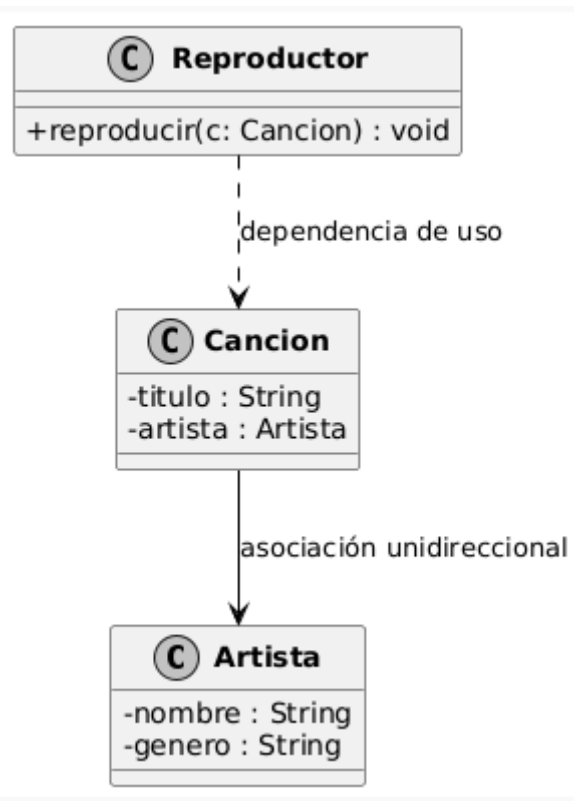 C Reproductor
+reproducir(c: Cancion) : void
dependencia de uso
C Cancion
-titulo : String
-artista : Artista
asociación unidireccional
C Artista
-nombre : String
-genero : String